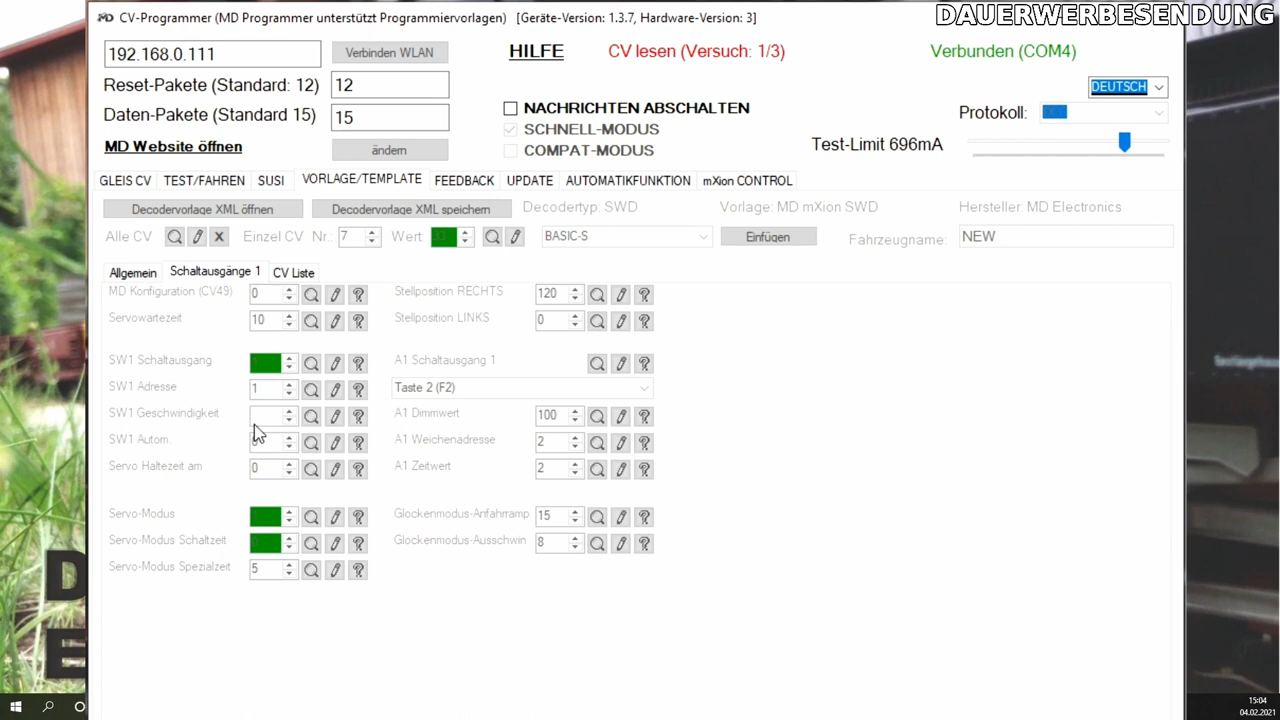 CV-Programmer (MD Programmer unterstützt Programmiervorlagen) [Geräte-Version: 1.3.7, Hardware-Version: 3]
DAUERWERBESENDUNG
192.168.0.111
Verbinden WLAN
HILFE
CV lesen (Versuch: 1/3)
Verbunden (COM4)
Reset-Pakete (Standard: 12)
12
DEUTSCH
NACHRICHTEN ABSCHALTEN
Protokoll:
Daten-Pakete (Standard 15)
15
SCHNELL-MODUS
MD Website öffnen
ändern
COMPAT-MODUS
Test-Limit 696mA
GLEIS CV
TEST/FAHREN
SUSI
VORLAGE/TEMPLATE
FEEDBACK
UPDATE
AUTOMATIKFUNKTION
mXion CONTROL
Decodervorlage XML öffnen
Decodervorlage XML speichern
Decodertyp: SWD
Vorlage: MD mXion SWD
Hersteller: MD Electronics
Alle CV
X
Einzel CV
Nr.:
7
Wert:
BASIC-S
Einfügen
Fahrzeugname:
NEW
Allgemein
Schaltausgänge 1
CV Liste
MD Konfiguration (CV49)
0
Stellposition RECHTS
120
Servowartezeit
10
Stellposition LINKS
0
SW1 Schaltausgang
A1 Schaltausgang 1
SW1 Adresse
1
Taste 2 (F2)
SW1 Geschwindigkeit
A1 Dimmwert
100
SW1 Autom.
A1 Weichenadresse
2
Servo Haltezeit am
0
A1 Zeitwert
2
Servo-Modus
Glockenmodus-Anfahrramp
15
Servo-Modus Schaltzeit
Glockenmodus-Ausschwin
8
Servo-Modus Spezialzeit
5
15:04
04.02.2021